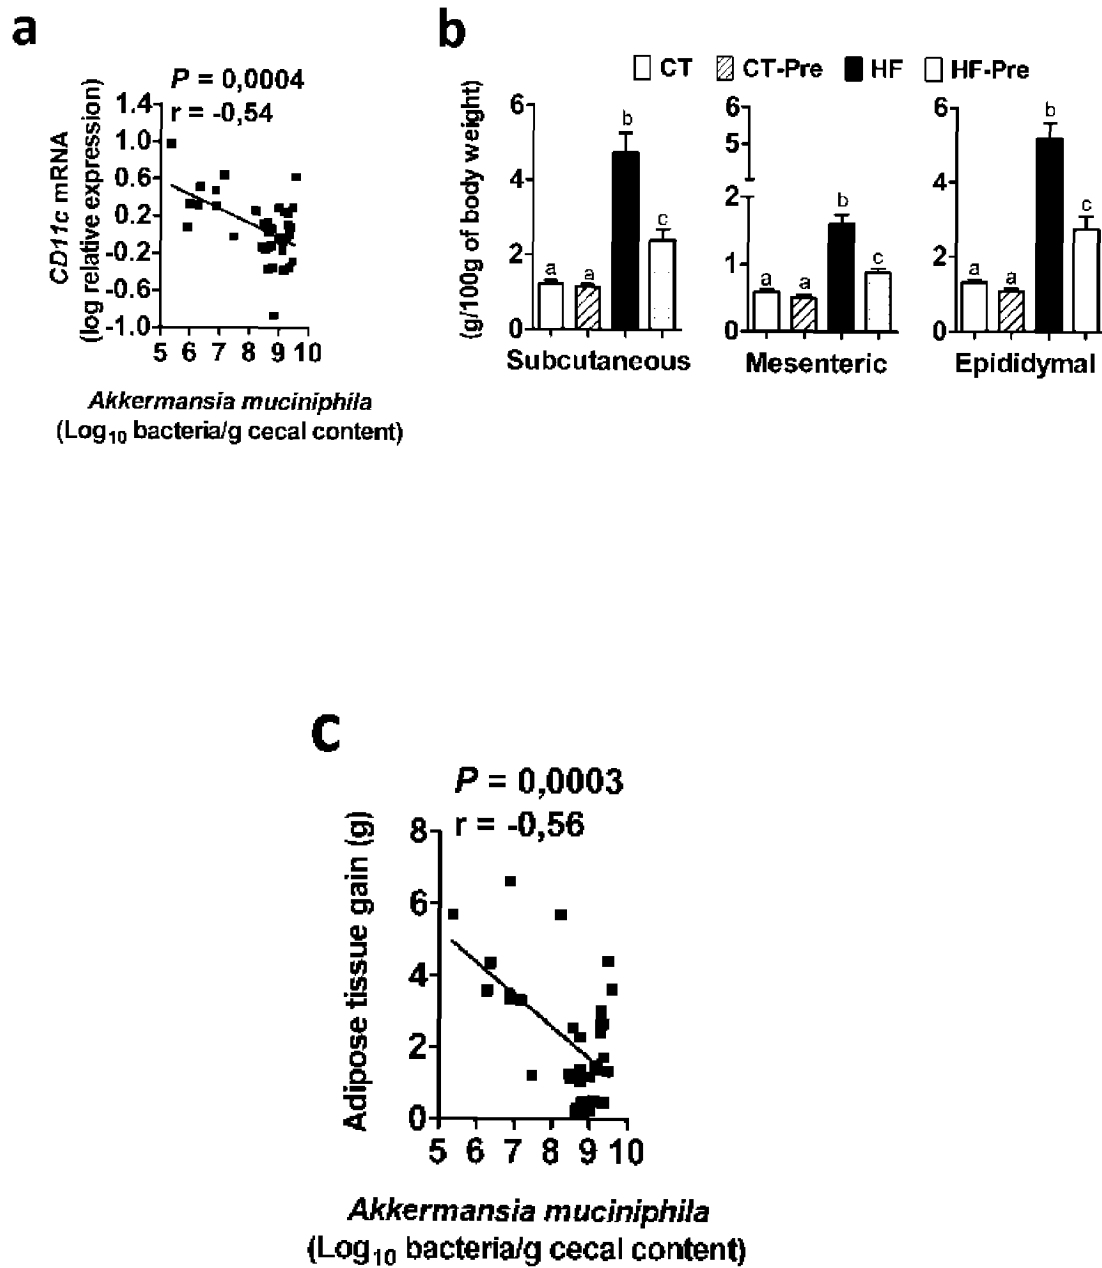 a
P = 0,0004
r = -0,54
CD11c mRNA
(log relative expression)
1.4
1.0
0.6
0.2
-0.2
-0.6
-1.0
5 6 7 8 9 10
Akkermansia muciniphila
(Log10 bacteria/g cecal content)
b
CT CT-Pre HF HF-Pre
(g/100g of body weight)
6
4
2
0
a a b c
Subcutaneous
6
5
2
1
0
a a b c
Mesenteric
6
4
2
0
a a b c
Epididymal
c
P = 0,0003
r = -0,56
Adipose tissue gain (g)
8
6
4
2
0
5 6 7 8 9 10
Akkermansia muciniphila
(Log10 bacteria/g cecal content)